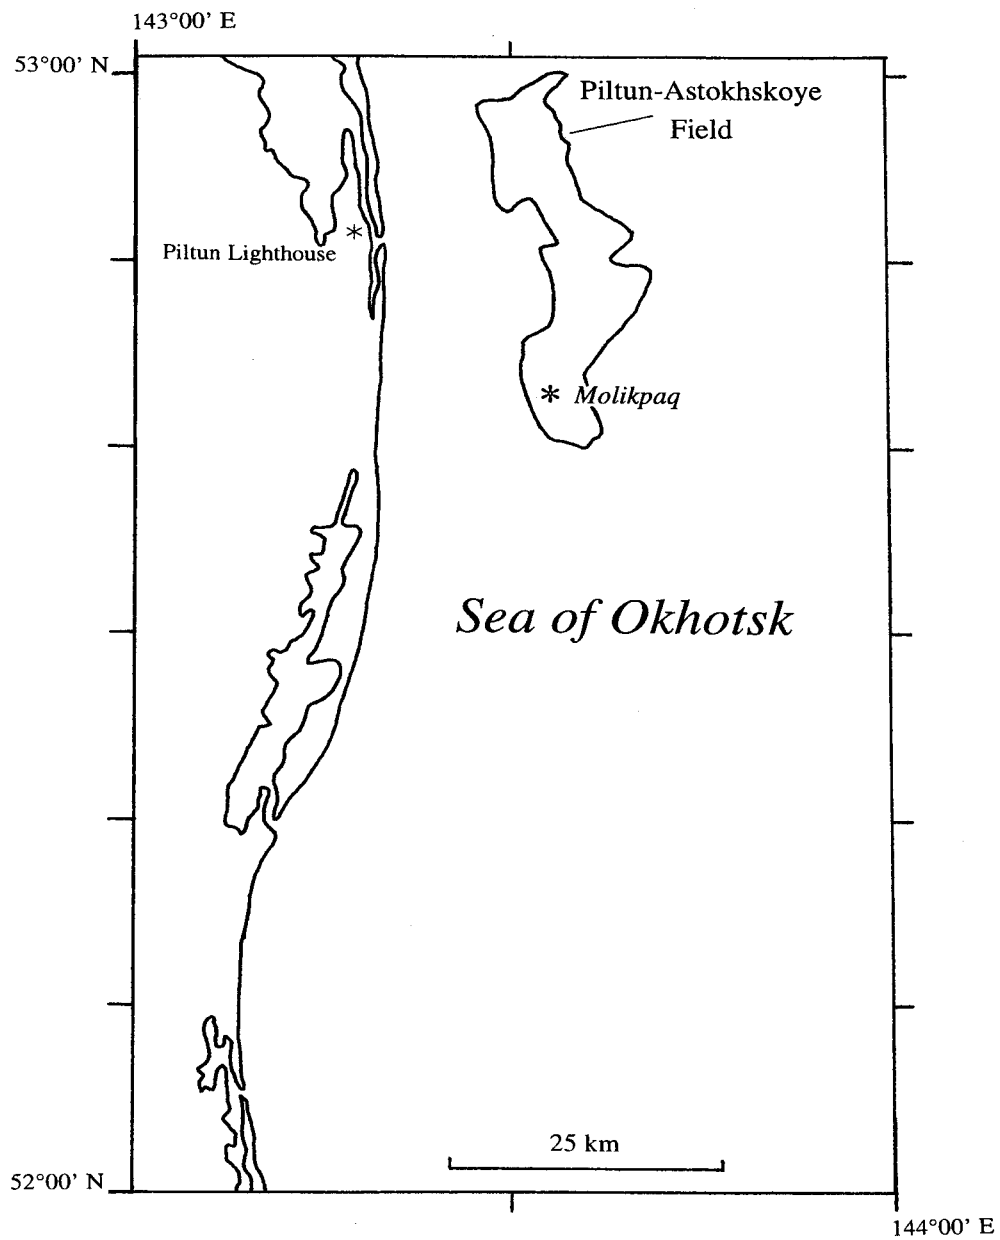 143°00' E
53°00' N
Piltun-Astokhskoye
Field
*
Piltun Lighthouse
* Molikpaq
Sea of Okhotsk
25 km
52°00' N
144°00' E